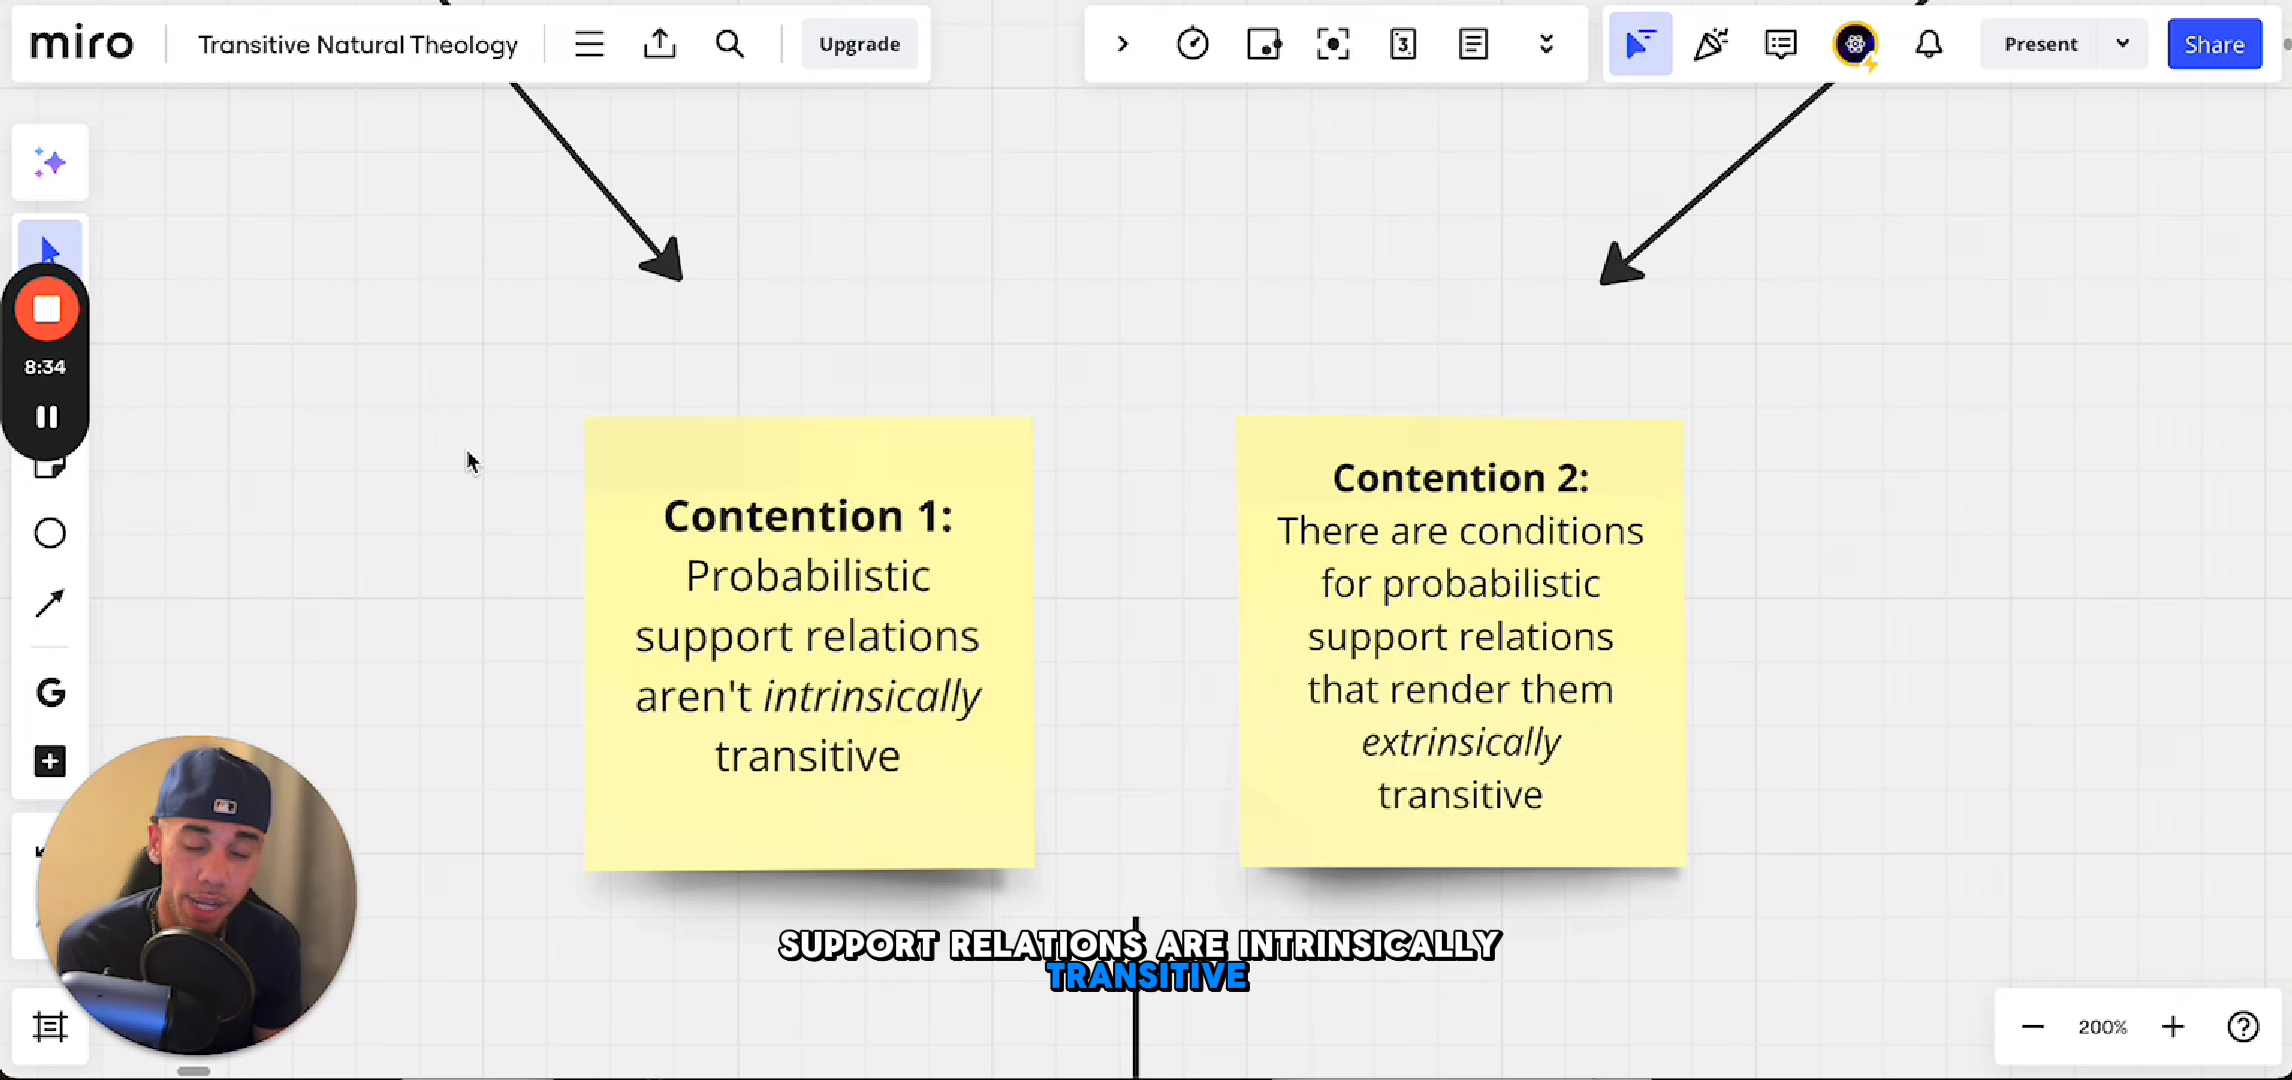 miro
Transitive Natural Theology
Upgrade
3
Present
Share
8:34
G
Contention 1:
Probabilistic
support relations
aren't intrinsically
transitive
Contention 2:
There are conditions
for probabilistic
support relations
that render them
extrinsically
transitive
SUPPORT RELATIONS ARE INTRINSICALLY
TRANSITIVE
200%